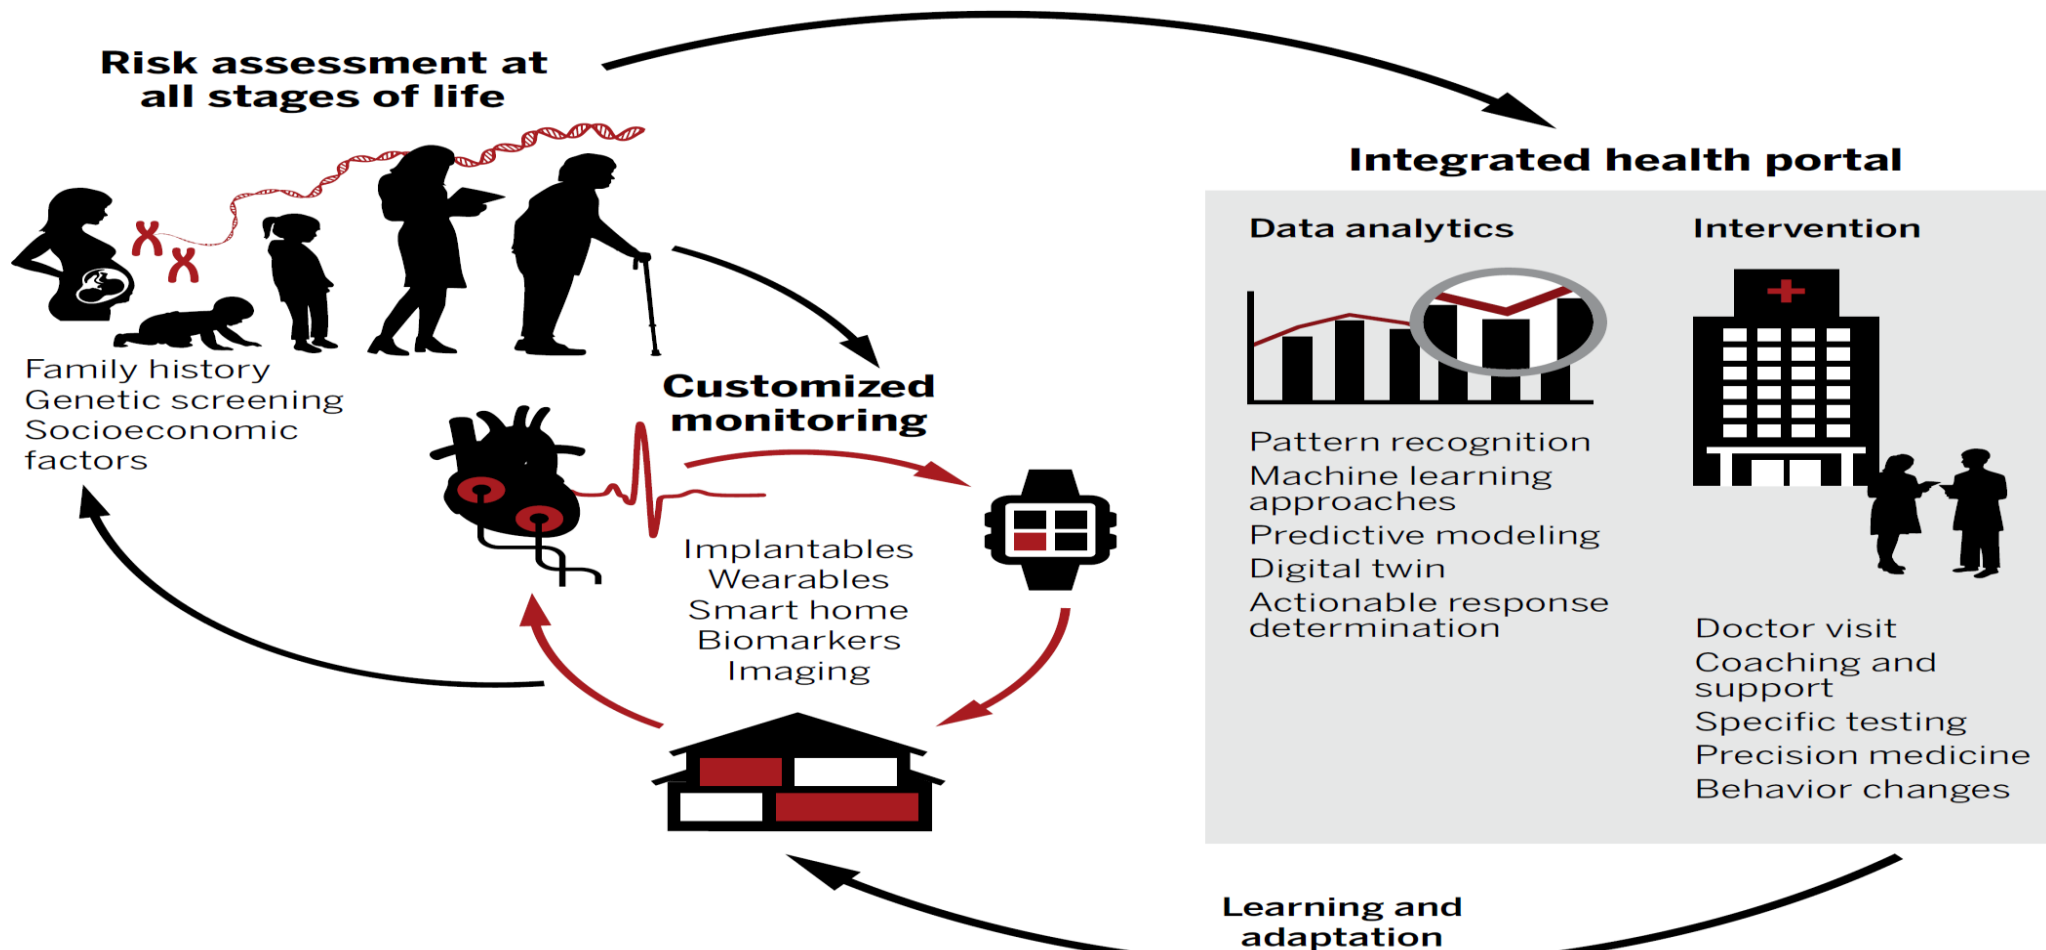 Risk assessment at
all stages of life
Family history
Genetic screening
Socioeconomic
factors
Customized
monitoring
Implantables
Wearables
Smart home
Biomarkers
Imaging
Integrated health portal
Data analytics
Pattern recognition
Machine learning
approaches
Predictive modeling
Digital twin
Actionable response
determination
Intervention
Doctor visit
Coaching and
support
Specific testing
Precision medicine
Behavior changes
Learning and
adaptation